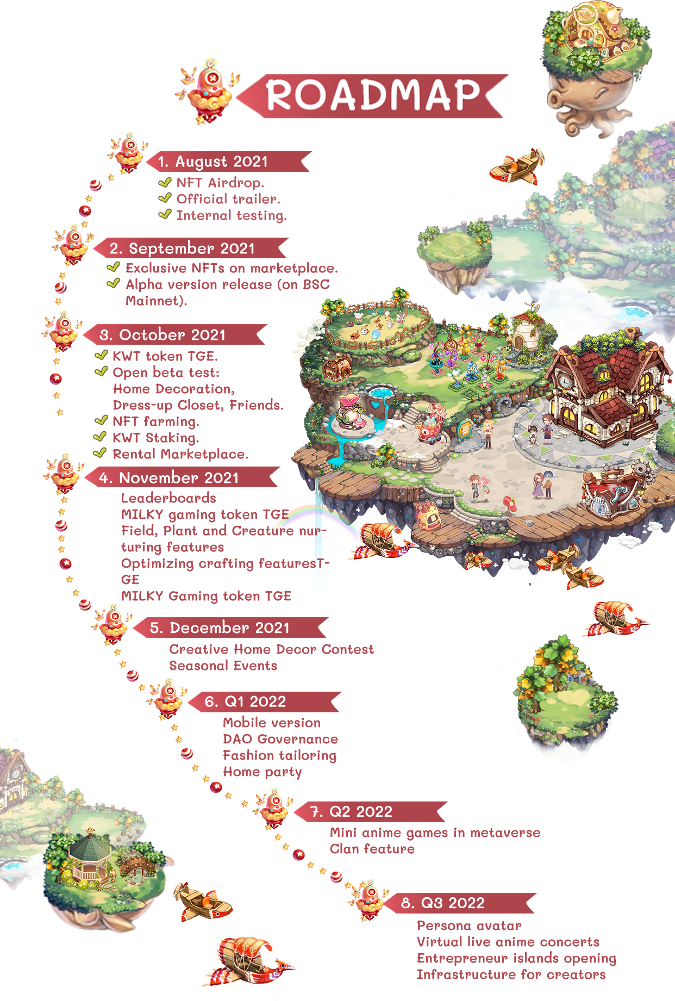 ROADMAP
1. August 2021
NFT Airdrop.
Official trailer.
Internal testing.
2. September 2021
Exclusive NFTs on marketplace.
Alpha version release (on BSC
Mainnet).
3. October 2021
KWT token TGE.
Open beta test:
Home Decoration,
Dress-up Closet, Friends.
NFT farming.
KWT Staking.
Rental Marketplace.
4. November 2021
Leaderboards
MILKY gaming token TGE
Field, Plant and Creature nur-
turing features
Optimizing crafting featuresT-
GE
MILKY Gaming token TGE
5. December 2021
Creative Home Decor Contest
Seasonal Events
6. Q1 2022
Mobile version
DAO Governance
Fashion tailoring
Home party
7. Q2 2022
Mini anime games in metaverse
Clan feature
8. Q3 2022
Persona avatar
Virtual live anime concerts
Entrepreneur islands opening
Infrastructure for creators